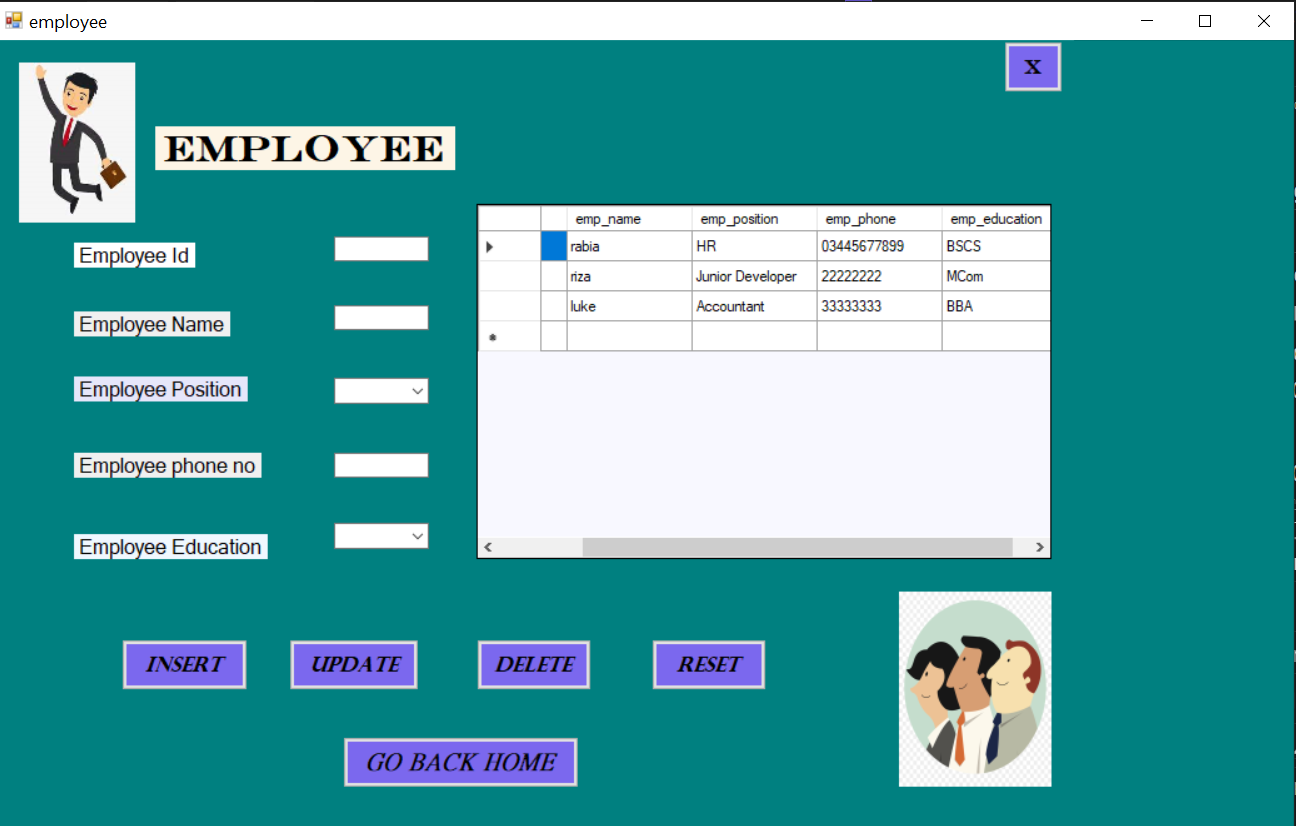 employee
X
EMPLOYEE
emp_name emp_position emp_phone emp_education
rabia HR 03445677899 BSCS
riza Junior Developer 22222222 MCom
luke Accountant 33333333 BBA
Employee Id
Employee Name
Employee Position
Employee phone no
Employee Education
INSERT UPDATE DELETE RESET
GO BACK HOME